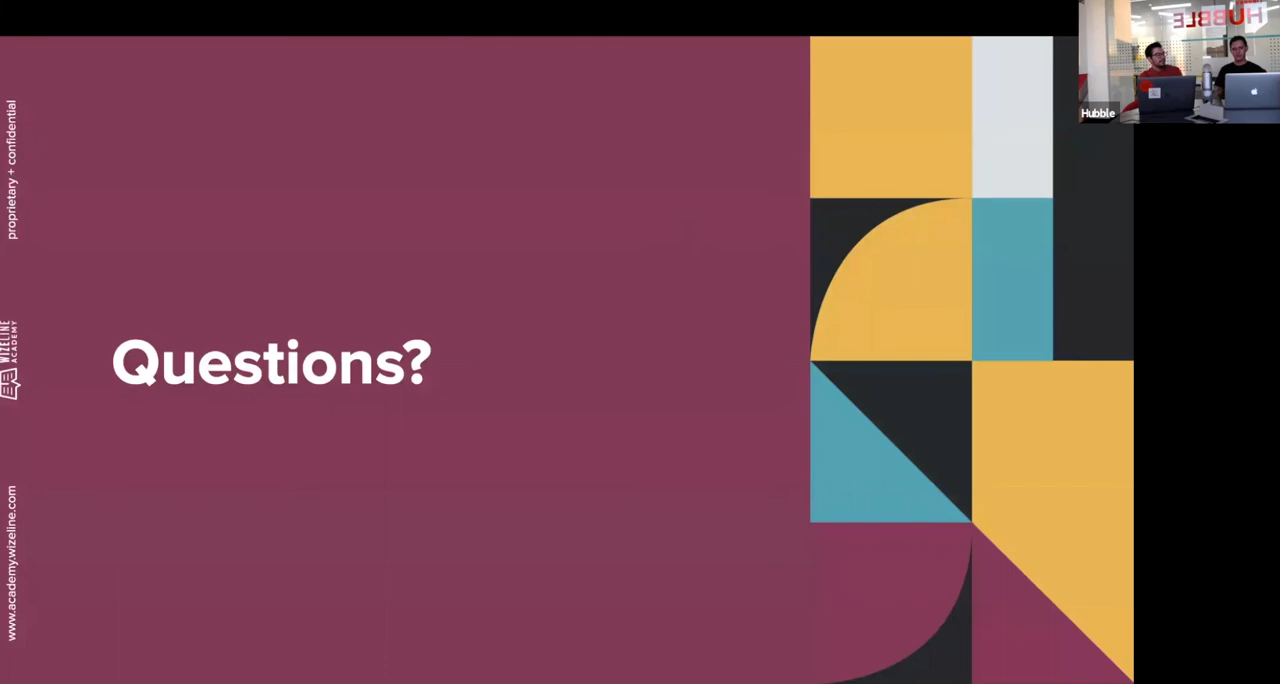 proprietary + confidential
WIZELINE
ACADEMY
www.academy.wizeline.com
Questions?
HUBBLE
Hubble